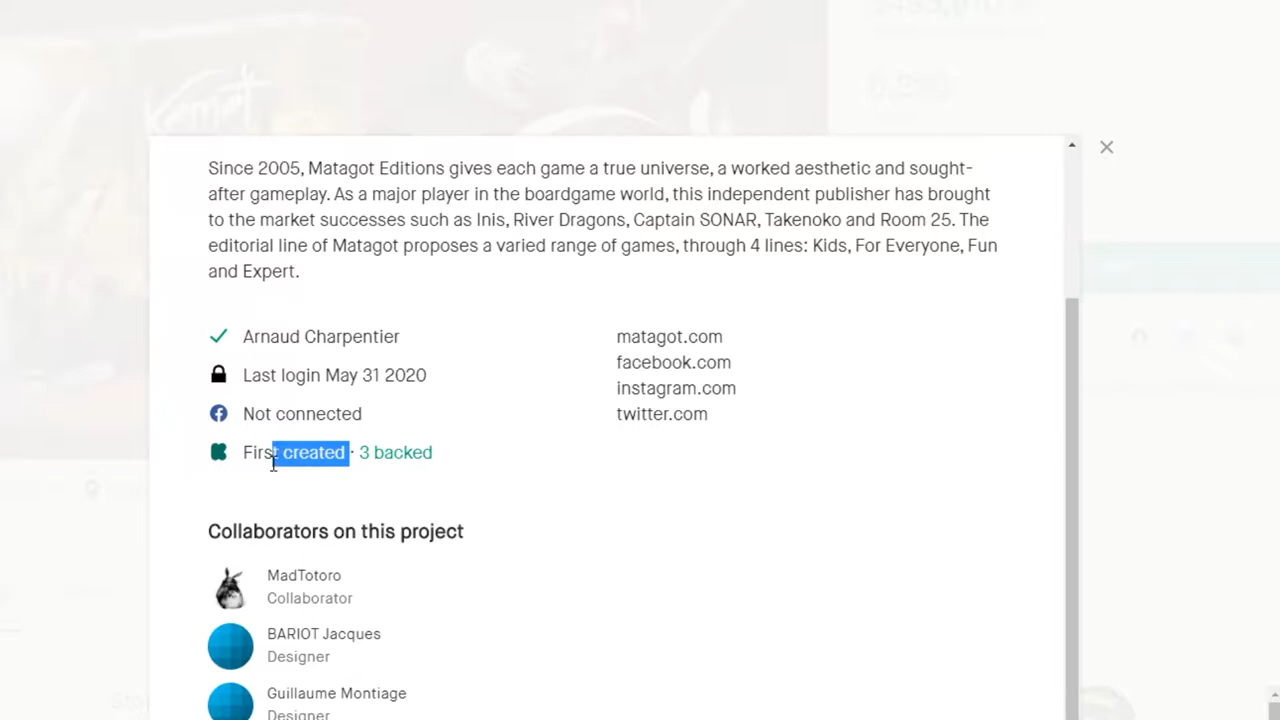 Kemet
Since 2005, Matagot Editions gives each game a true universe, a worked aesthetic and sought-
after gameplay. As a major player in the boardgame world, this independent publisher has brought
to the market successes such as Inis, River Dragons, Captain SONAR, Takenoko and Room 25. The
editorial line of Matagot proposes a varied range of games, through 4 lines: Kids, For Everyone, Fun
and Expert.
Arnaud Charpentier
Last login May 31 2020
Not connected
First created · 3 backed
matagot.com
facebook.com
instagram.com
twitter.com
Collaborators on this project
MadTotoro
Collaborator
BARIOT Jacques
Designer
Guillaume Montiage
Designer